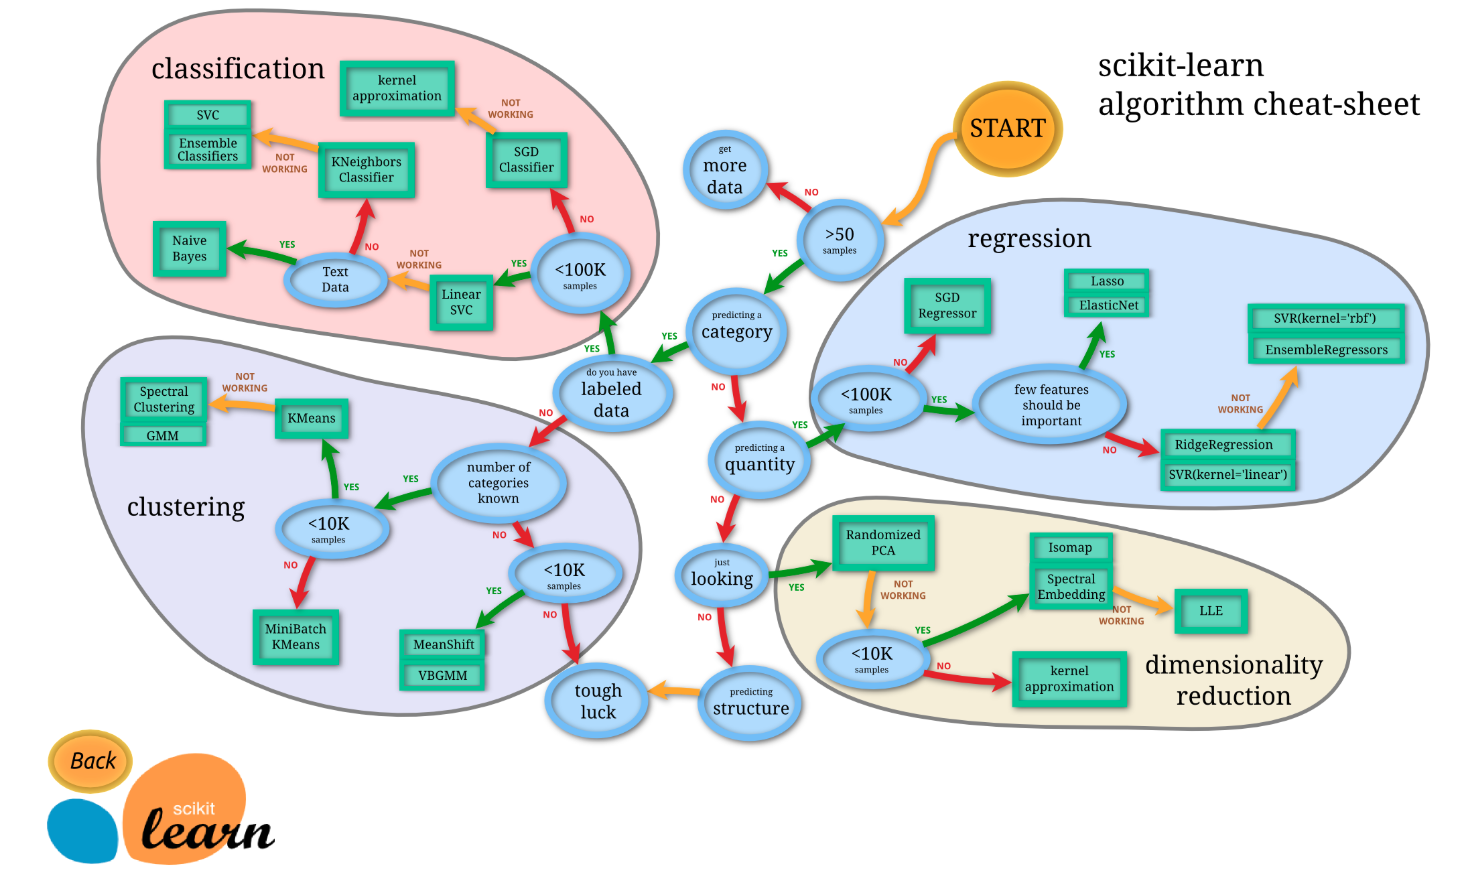 scikit-learn
algorithm cheat-sheet
START
get
more
data
NO
>50
samples
YES
predicting a
category
YES
NO
do you have
labeled
data
YES
NO
predicting a
quantity
YES
NO
just
looking
YES
NO
predicting
structure
tough
luck
classification
kernel
approximation
NOT
WORKING
SGD
Classifier
NO
<100K
samples
YES
Linear
SVC
NOT
WORKING
Text
Data
YES
Naive
Bayes
NO
KNeighbors
Classifier
NOT
WORKING
SVC
Ensemble
Classifiers
regression
SGD
Regressor
NO
<100K
samples
YES
few features
should be
important
YES
Lasso
ElasticNet
NO
RidgeRegression
SVR(kernel='linear')
NOT
WORKING
SVR(kernel='rbf')
EnsembleRegressors
clustering
Spectral
Clustering
GMM
NOT
WORKING
KMeans
YES
<10K
samples
YES
number of
categories
known
NO
MiniBatch
KMeans
NO
<10K
samples
YES
NO
MeanShift
VBGMM
dimensionality
reduction
Randomized
PCA
NOT
WORKING
<10K
samples
YES
NO
Isomap
Spectral
Embedding
NOT
WORKING
LLE
kernel
approximation
Back
scikit
learn